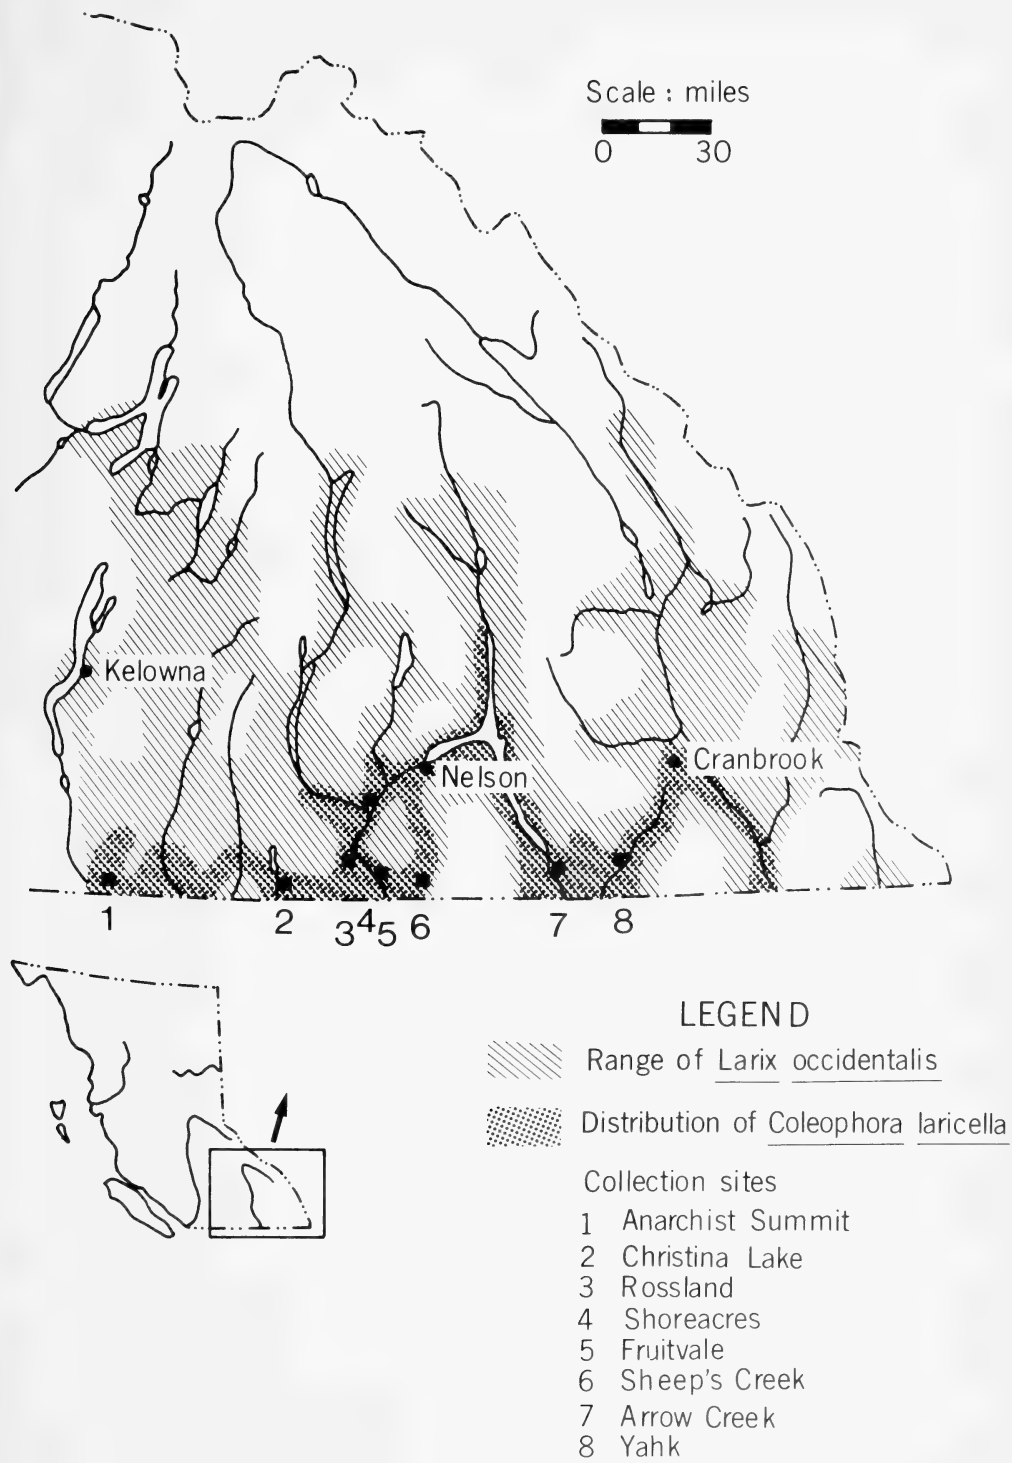 Scale : miles
0 30
Kelowna
Nelson
Cranbrook
1 2 3 4 5 6 7 8
LEGEND
Range of Larix occidentalis
Distribution of Coleophora laricella
Collection sites
1 Anarchist Summit
2 Christina Lake
3 Rossland
4 Shoreacres
5 Fruitvale
6 Sheep's Creek
7 Arrow Creek
8 Yahk